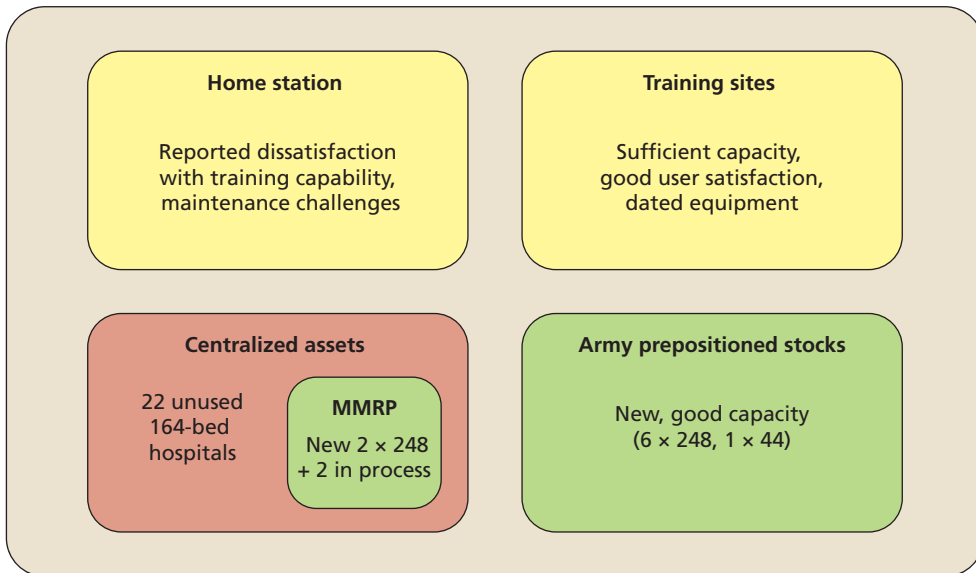 Home station
Reported dissatisfaction
with training capability,
maintenance challenges
Training sites
Sufficient capacity,
good user satisfaction,
dated equipment
Centralized assets
22 unused
164-bed
hospitals
MMRP
New 2 × 248
+ 2 in process
Army prepositioned stocks
New, good capacity
(6 × 248, 1 × 44)